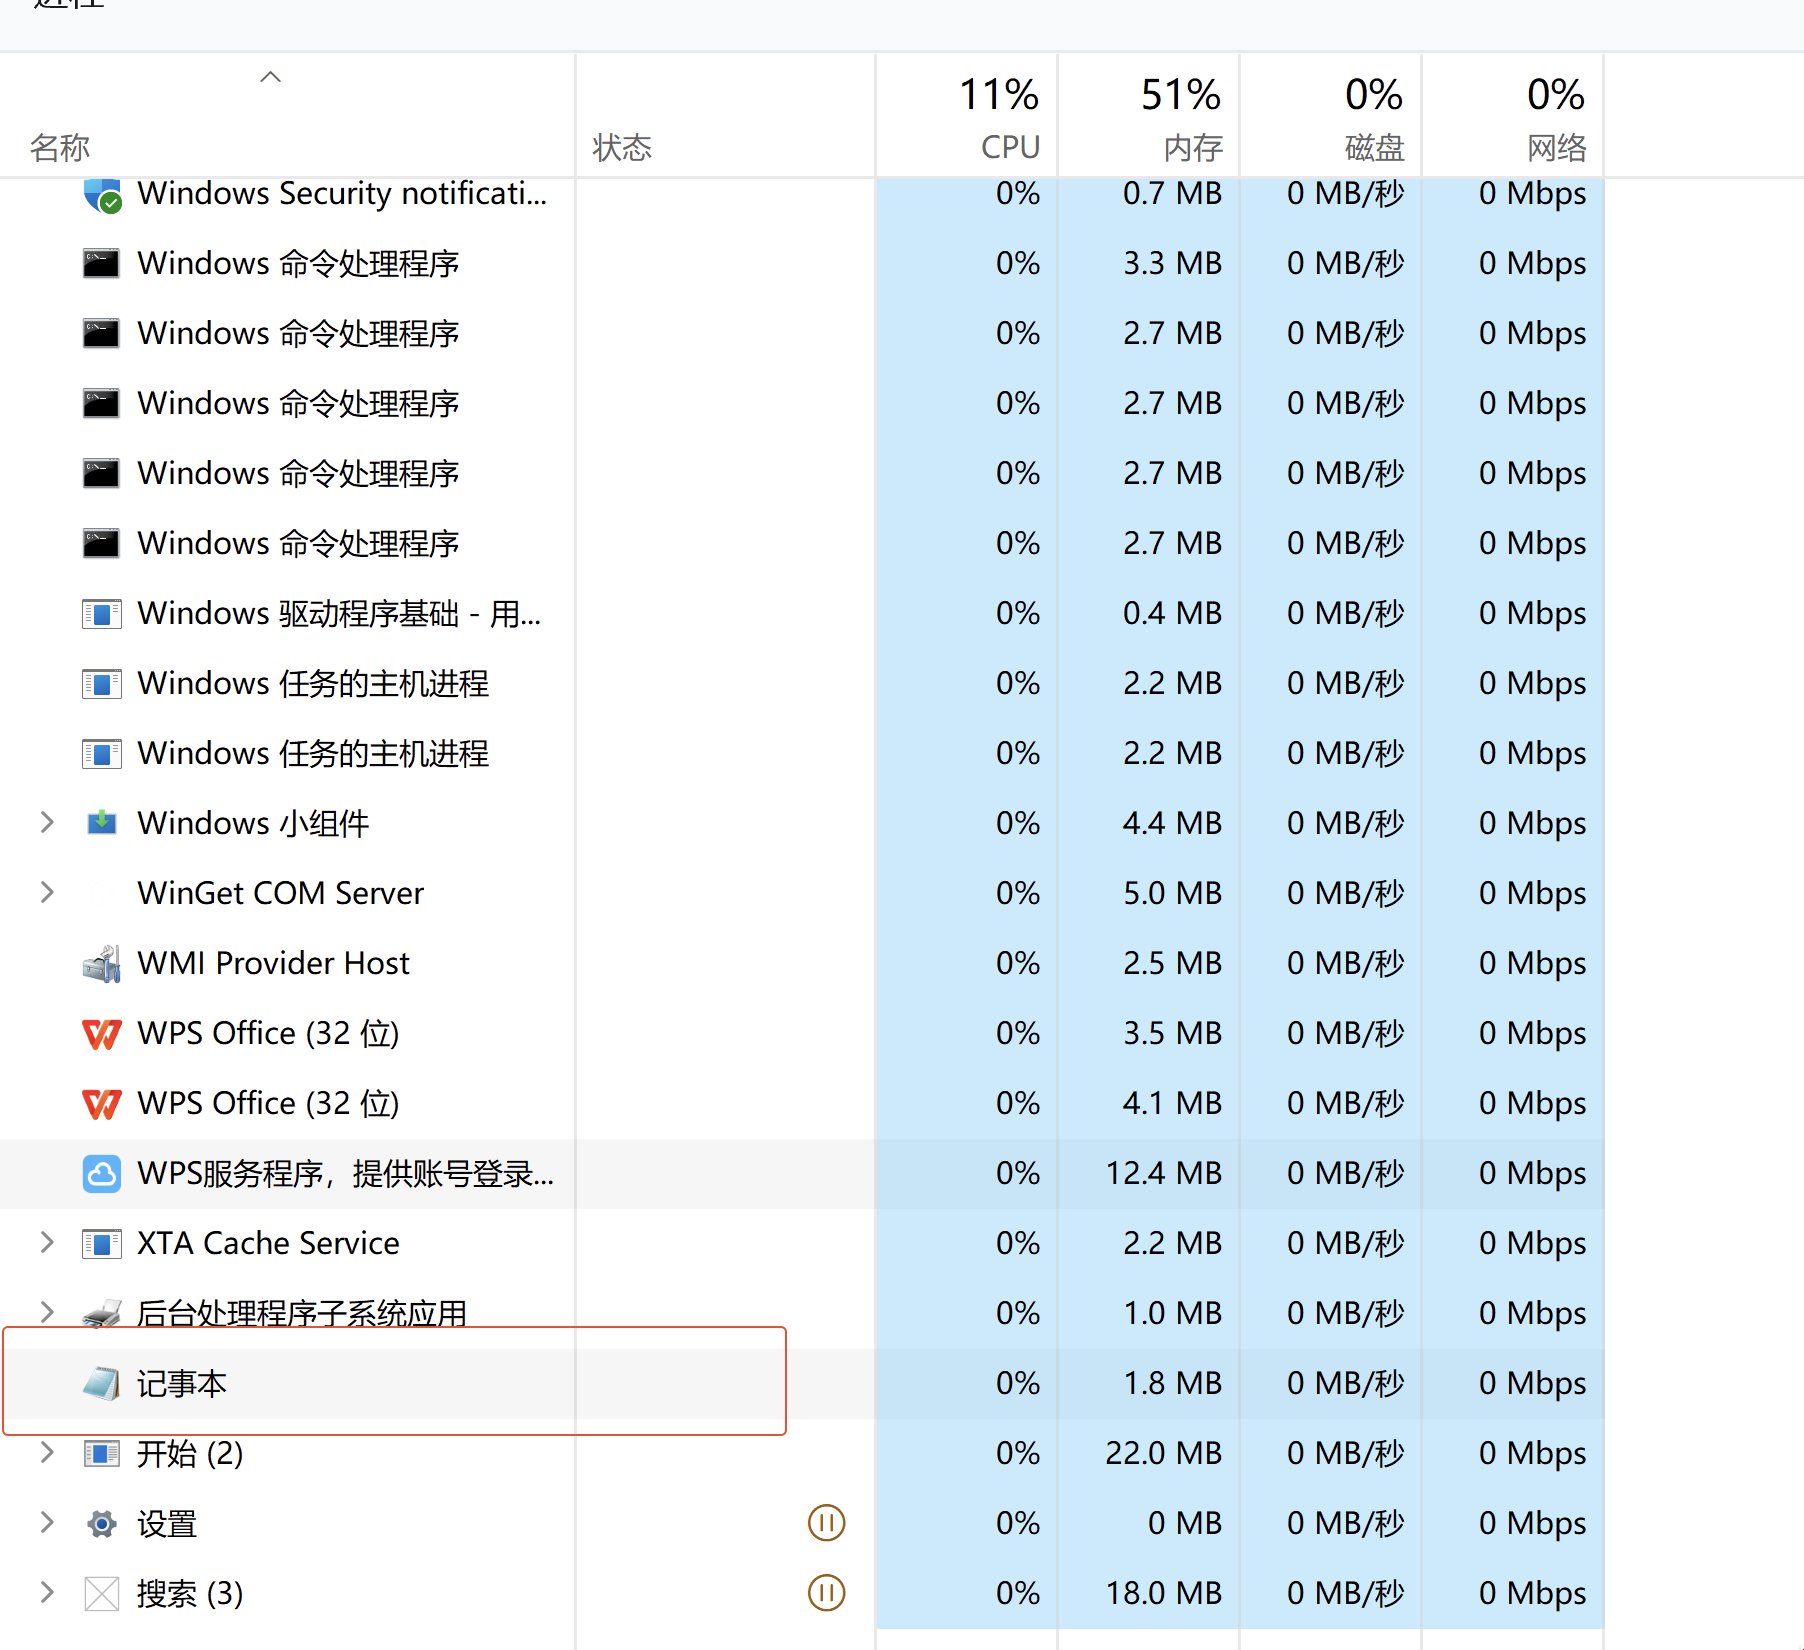 进程
11% 51% 0% 0%
名称 状态 CPU 内存 磁盘 网络
Windows Security notificati... 0% 0.7 MB 0 MB/秒 0 Mbps
Windows 命令处理程序 0% 3.3 MB 0 MB/秒 0 Mbps
Windows 命令处理程序 0% 2.7 MB 0 MB/秒 0 Mbps
Windows 命令处理程序 0% 2.7 MB 0 MB/秒 0 Mbps
Windows 命令处理程序 0% 2.7 MB 0 MB/秒 0 Mbps
Windows 命令处理程序 0% 2.7 MB 0 MB/秒 0 Mbps
Windows 驱动程序基础 - 用... 0% 0.4 MB 0 MB/秒 0 Mbps
Windows 任务的主机进程 0% 2.2 MB 0 MB/秒 0 Mbps
Windows 任务的主机进程 0% 2.2 MB 0 MB/秒 0 Mbps
Windows 小组件 0% 4.4 MB 0 MB/秒 0 Mbps
WinGet COM Server 0% 5.0 MB 0 MB/秒 0 Mbps
WMI Provider Host 0% 2.5 MB 0 MB/秒 0 Mbps
WPS Office (32 位) 0% 3.5 MB 0 MB/秒 0 Mbps
WPS Office (32 位) 0% 4.1 MB 0 MB/秒 0 Mbps
WPS服务程序，提供账号登录... 0% 12.4 MB 0 MB/秒 0 Mbps
XTA Cache Service 0% 2.2 MB 0 MB/秒 0 Mbps
后台处理程序子系统应用 0% 1.0 MB 0 MB/秒 0 Mbps
记事本 0% 1.8 MB 0 MB/秒 0 Mbps
开始 (2) 0% 22.0 MB 0 MB/秒 0 Mbps
设置 0% 0 MB 0 MB/秒 0 Mbps
搜索 (3) 0% 18.0 MB 0 MB/秒 0 Mbps